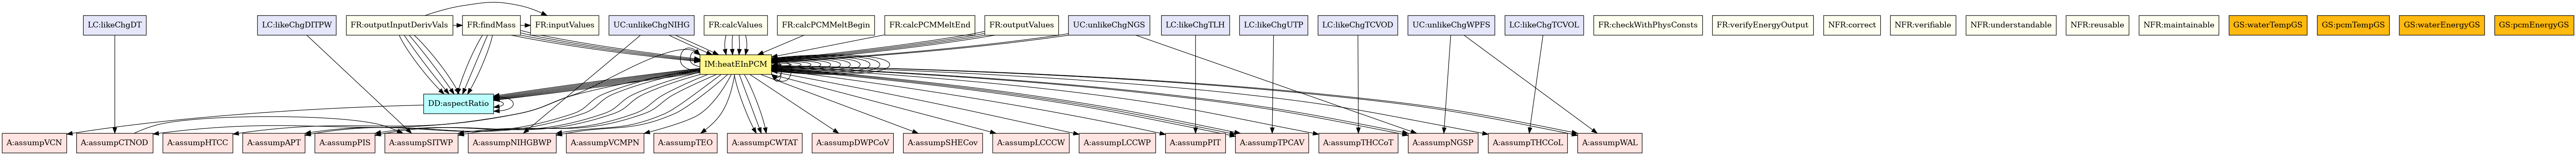 LC:likeChgDT
LC:likeChgDITPW
FR:outputInputDerivVals
FR:findMass
FR:inputValues
UC:unlikeChgNIHG
FR:calcValues
FR:calcPCMMeltBegin
FR:calcPCMMeltEnd
FR:outputValues
UC:unlikeChgNGS
LC:likeChgTLH
LC:likeChgUTP
LC:likeChgTCVOD
UC:unlikeChgWPFS
LC:likeChgTCVOL
FR:checkWithPhysConsts
FR:verifyEnergyOutput
NFR:correct
NFR:verifiable
NFR:understandable
NFR:reusable
NFR:maintainable
GS:waterTempGS
GS:pcmTempGS
GS:waterEnergyGS
GS:pcmEnergyGS
IM:heatEInPCM
DD:aspectRatio
A:assumpVCN
A:assumpCTNOD
A:assumpHTCC
A:assumpAPT
A:assumpPIS
A:assumpSITWP
A:assumpNIHGBWP
A:assumpVCMPN
A:assumpTEO
A:assumpCWTAT
A:assumpDWPCoV
A:assumpSHECov
A:assumpLCCCW
A:assumpLCCWP
A:assumpPIT
A:assumpTPCAV
A:assumpTHCCoT
A:assumpNGSP
A:assumpTHCCoL
A:assumpWAL